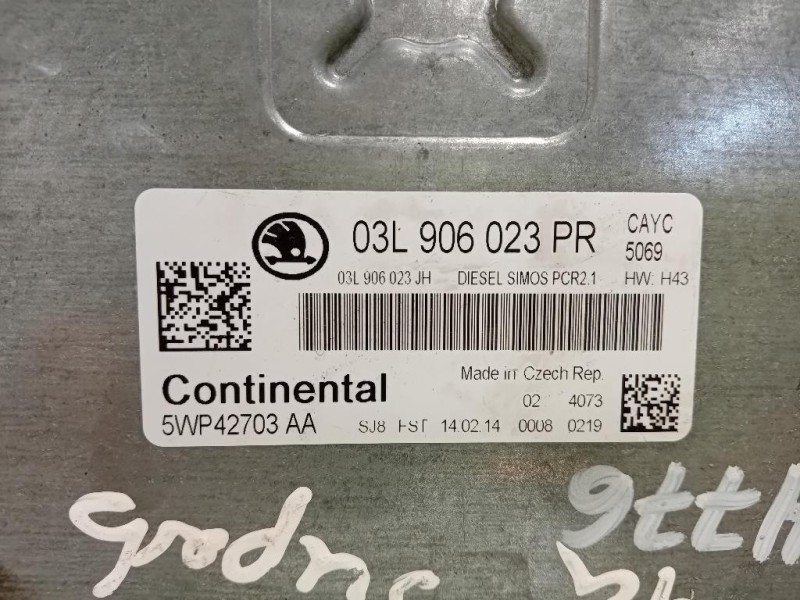 03L 906 023 PR
CAYC
5069
03L 906 023 JH DIESEL SIMOS PCR2.1 HW: H43
Made in Czech Rep.
Continental
02 4073
5WP42703 AA SJ8 FST 14.02.14 0008 0219